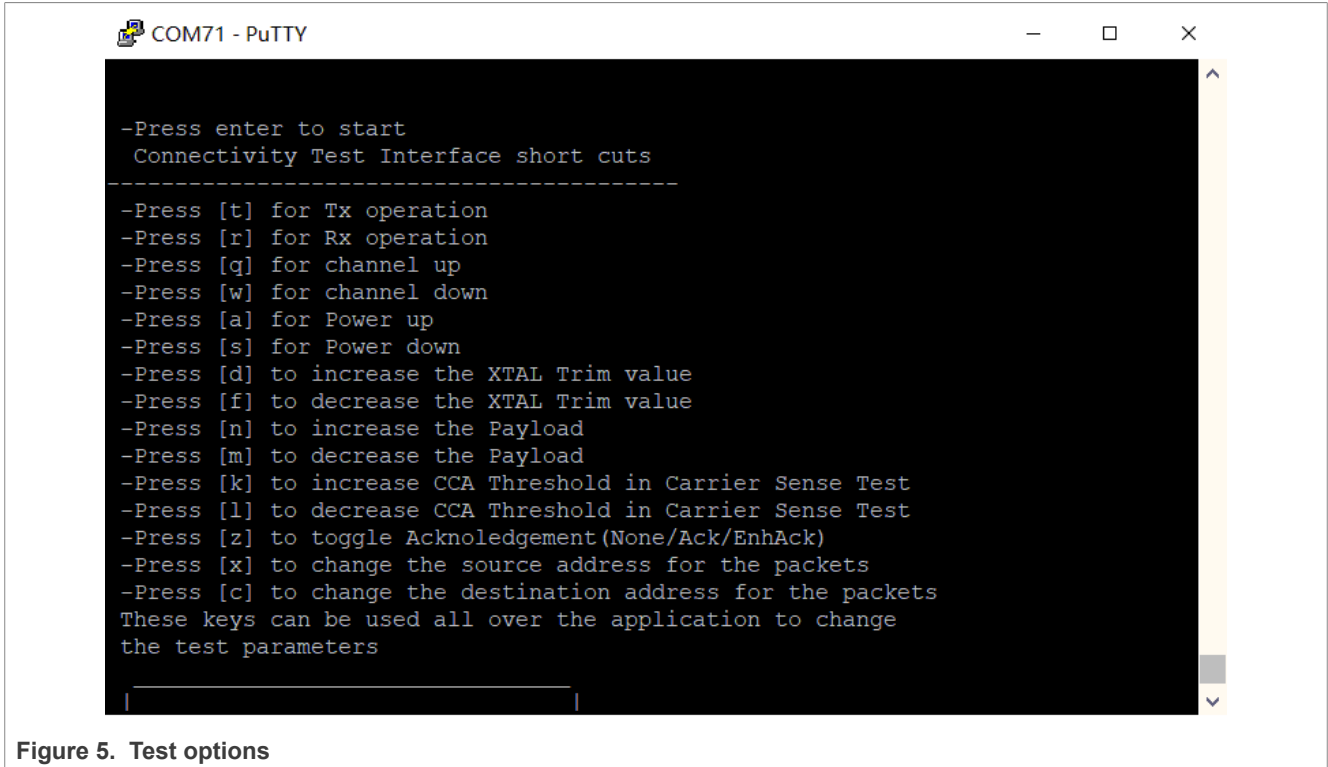 COM71 - PuTTY
-Press enter to start
Connectivity Test Interface short cuts
------------------------------------------
-Press [t] for Tx operation
-Press [r] for Rx operation
-Press [q] for channel up
-Press [w] for channel down
-Press [a] for Power up
-Press [s] for Power down
-Press [d] to increase the XTAL Trim value
-Press [f] to decrease the XTAL Trim value
-Press [n] to increase the Payload
-Press [m] to decrease the Payload
-Press [k] to increase CCA Threshold in Carrier Sense Test
-Press [l] to decrease CCA Threshold in Carrier Sense Test
-Press [z] to toggle Acknoledgement(None/Ack/EnhAck)
-Press [x] to change the source address for the packets
-Press [c] to change the destination address for the packets
These keys can be used all over the application to change
the test parameters
Figure 5. Test options